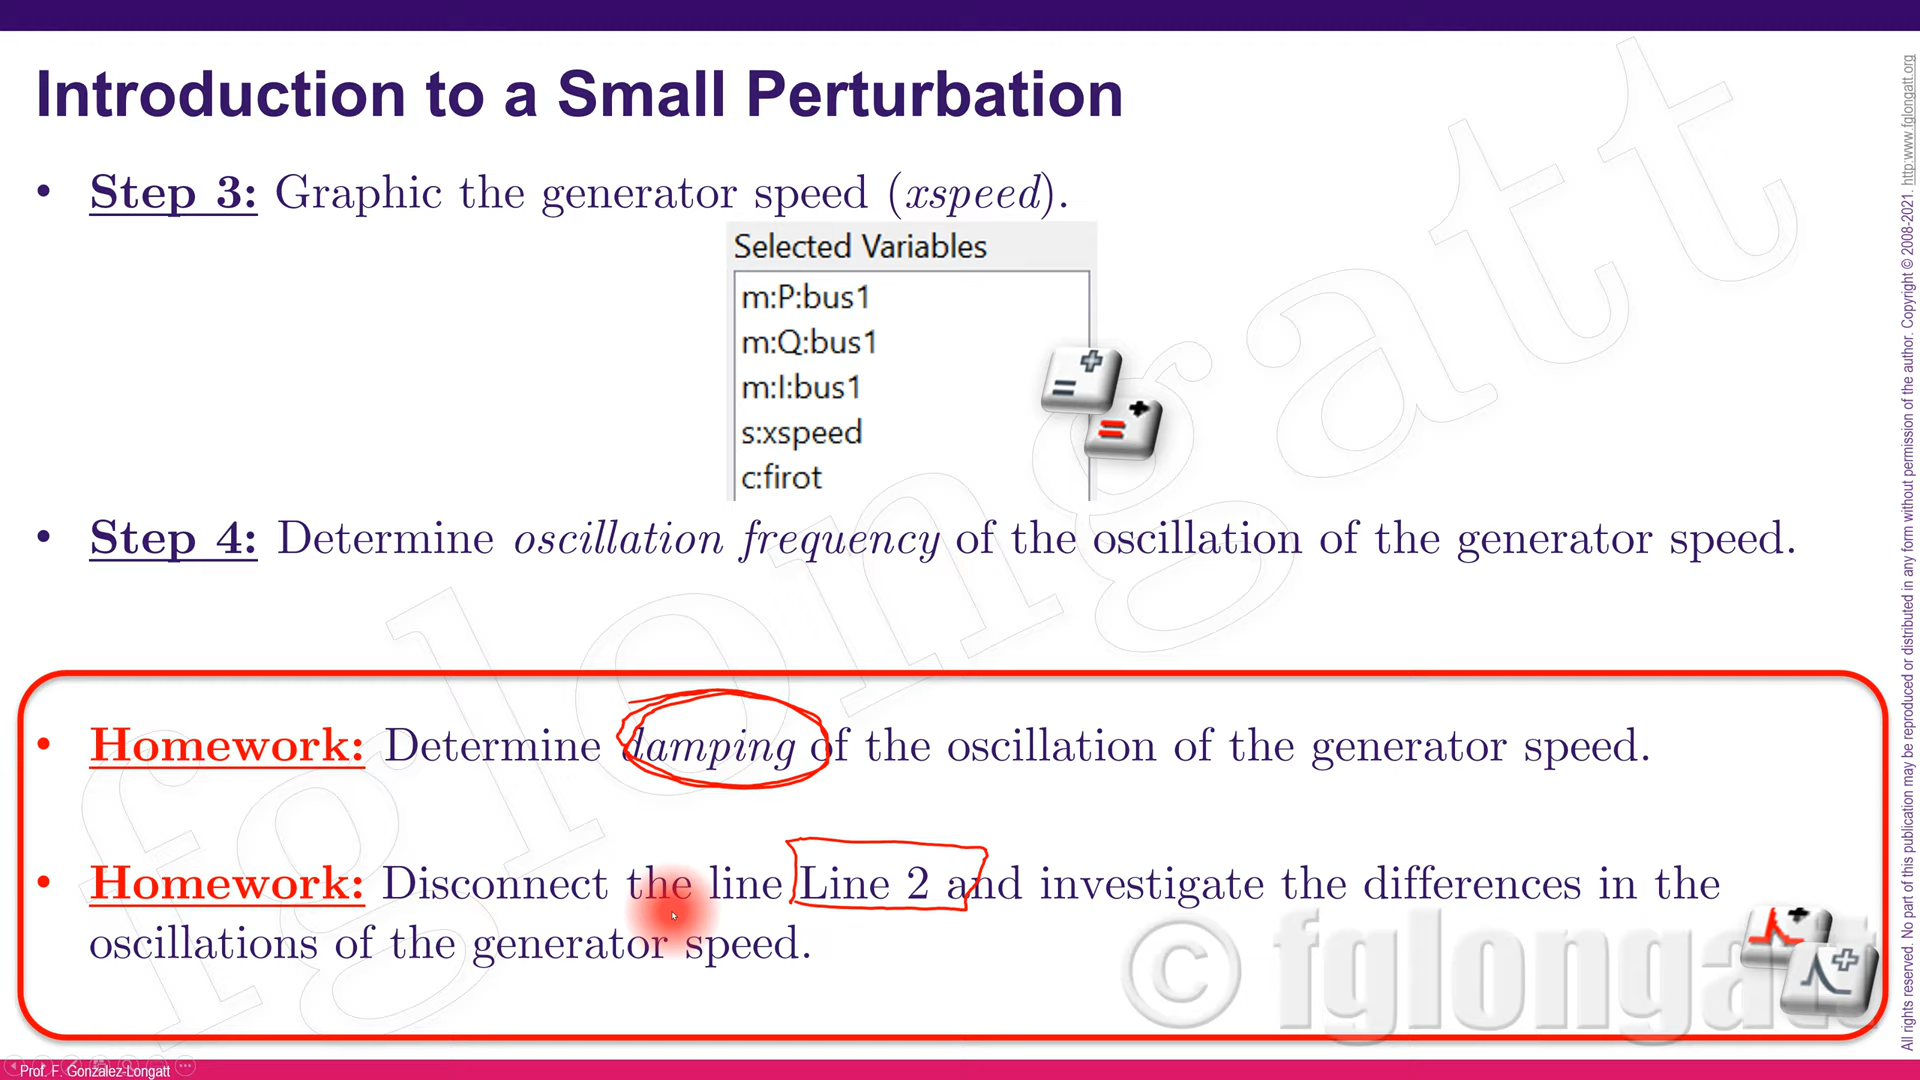 Introduction to a Small Perturbation
• Step 3: Graphic the generator speed (xspeed).
Selected Variables
m:P:bus1
m:Q:bus1
m:I:bus1
s:xspeed
c:firot
• Step 4: Determine oscillation frequency of the oscillation of the generator speed.
• Homework: Determine damping of the oscillation of the generator speed.
• Homework: Disconnect the line Line 2 and investigate the differences in the
oscillations of the generator speed.
© fglongatt
fglongatt
Prof. F. Gonzalez-Longatt
All rights reserved. No part of this publication may be reproduced or distributed in any form without permission of the author. Copyright © 2008-2021. http:www.fglongatt.org